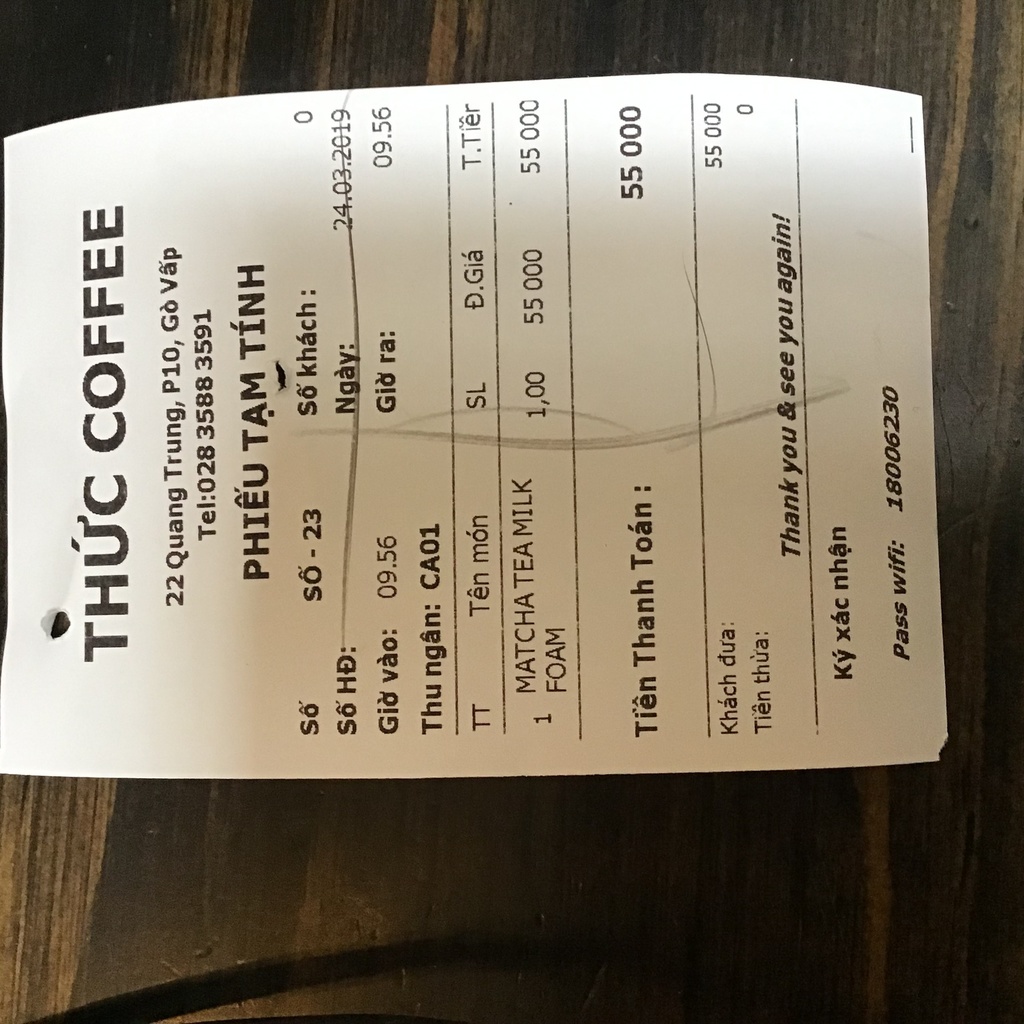 THỨC COFFEE
22 Quang Trung, P10, Gò Vấp
Tel:028 3588 3591
PHIẾU TẠM TÍNH
Số SỐ - 23 Số khách : 0
Số HĐ: Ngày: 24.03.2019
Giờ vào: 09.56 Giờ ra: 09.56
Thu ngân: CA01
TT Tên món SL Đ.Giá T.Tiền
1 MATCHA TEA MILK 1,00 55 000 55 000
FOAM
Tiền Thanh Toán : 55 000
Khách đưa: 55 000
Tiền thừa: 0
Thank you & see you again!
Ký xác nhận
Pass wifi: 18006230